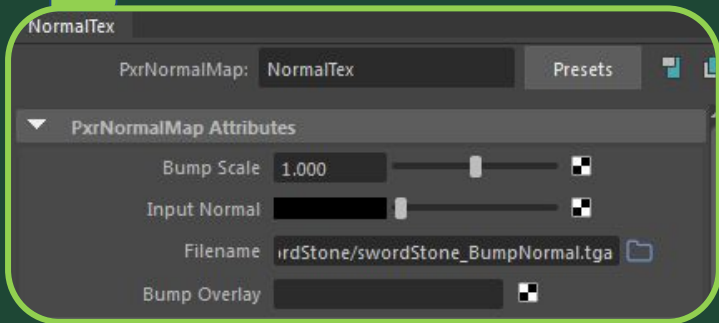 NormalTex
PxrNormalMap: NormalTex Presets
PxrNormalMap Attributes
Bump Scale 1.000
Input Normal
Filename rdStone/swordStone_BumpNormal.tga
Bump Overlay